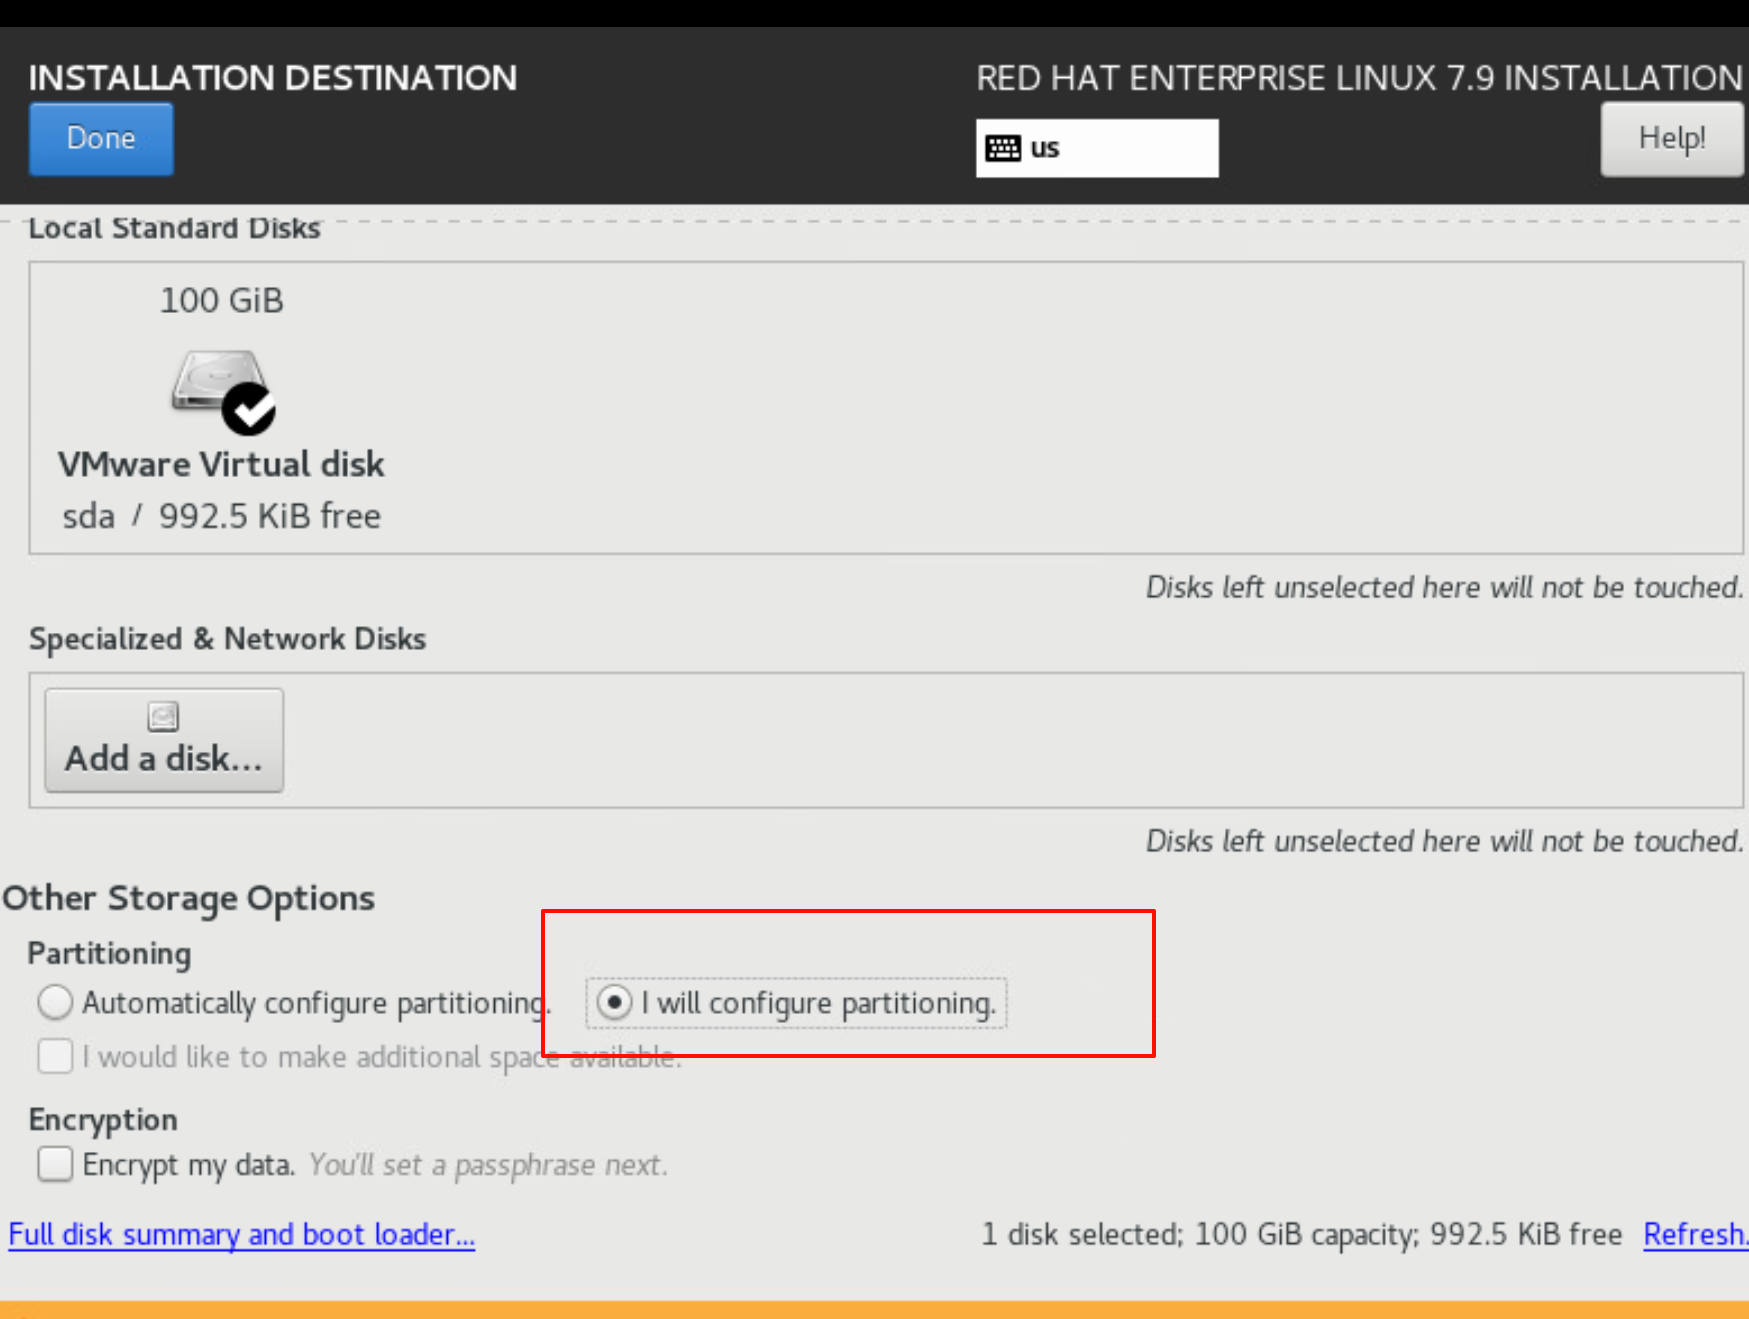 INSTALLATION DESTINATION
RED HAT ENTERPRISE LINUX 7.9 INSTALLATION
Done
us
Help!
Local Standard Disks
100 GiB
VMware Virtual disk
sda / 992.5 KiB free
Disks left unselected here will not be touched.
Specialized & Network Disks
Add a disk...
Disks left unselected here will not be touched.
Other Storage Options
Partitioning
Automatically configure partitioning. I will configure partitioning.
I would like to make additional space available.
Encryption
Encrypt my data. You'll set a passphrase next.
Full disk summary and boot loader...
1 disk selected; 100 GiB capacity; 992.5 KiB free Refresh.